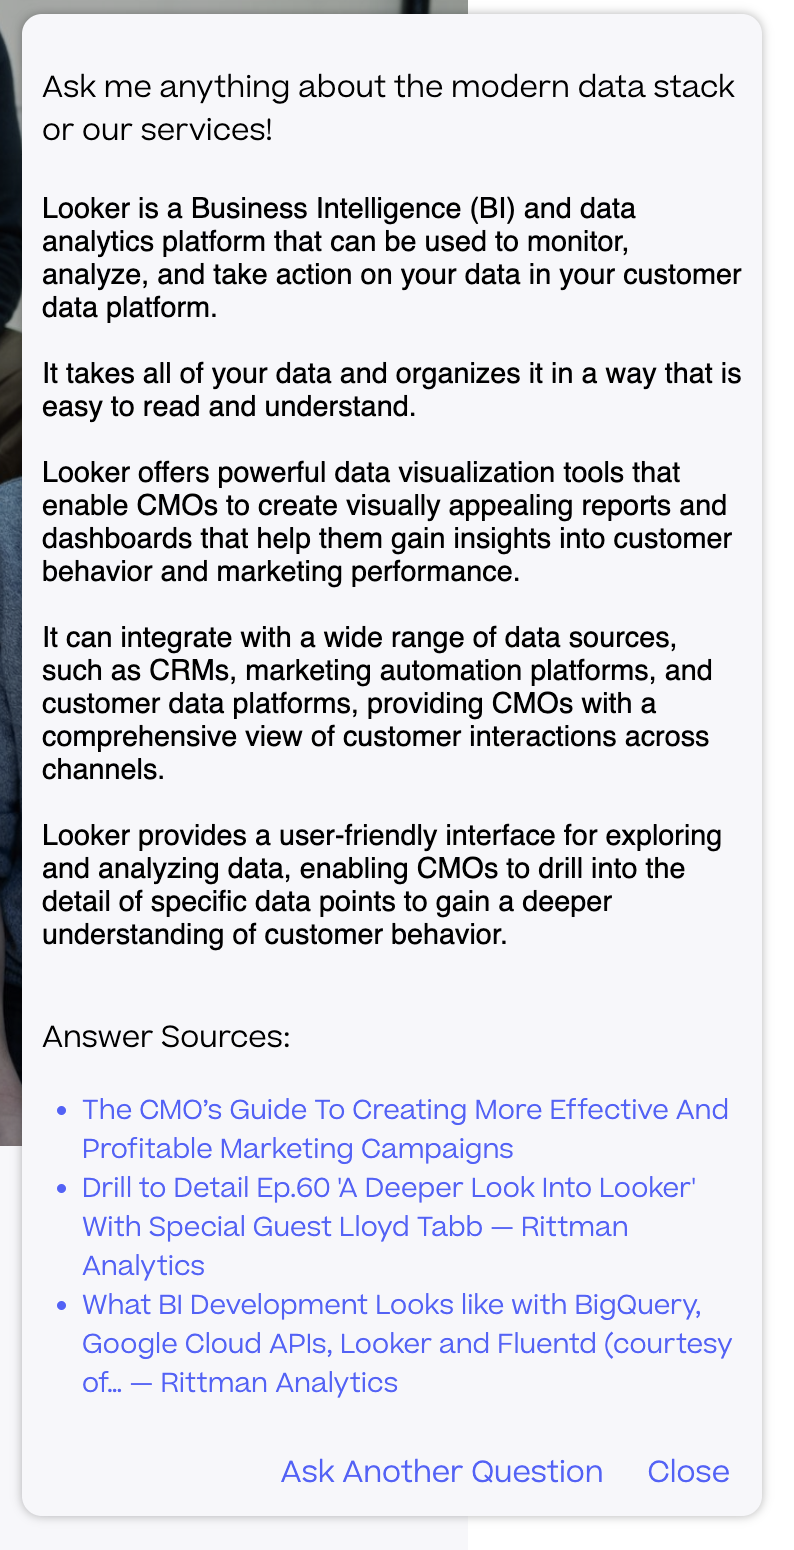 Ask me anything about the modern data stack
or our services!
Looker is a Business Intelligence (BI) and data
analytics platform that can be used to monitor,
analyze, and take action on your data in your customer
data platform.
It takes all of your data and organizes it in a way that is
easy to read and understand.
Looker offers powerful data visualization tools that
enable CMOs to create visually appealing reports and
dashboards that help them gain insights into customer
behavior and marketing performance.
It can integrate with a wide range of data sources,
such as CRMs, marketing automation platforms, and
customer data platforms, providing CMOs with a
comprehensive view of customer interactions across
channels.
Looker provides a user-friendly interface for exploring
and analyzing data, enabling CMOs to drill into the
detail of specific data points to gain a deeper
understanding of customer behavior.
Answer Sources:
• The CMO’s Guide To Creating More Effective And
Profitable Marketing Campaigns
• Drill to Detail Ep.60 'A Deeper Look Into Looker'
With Special Guest Lloyd Tabb — Rittman
Analytics
• What BI Development Looks like with BigQuery,
Google Cloud APIs, Looker and Fluentd (courtesy
of… — Rittman Analytics
Ask Another Question Close